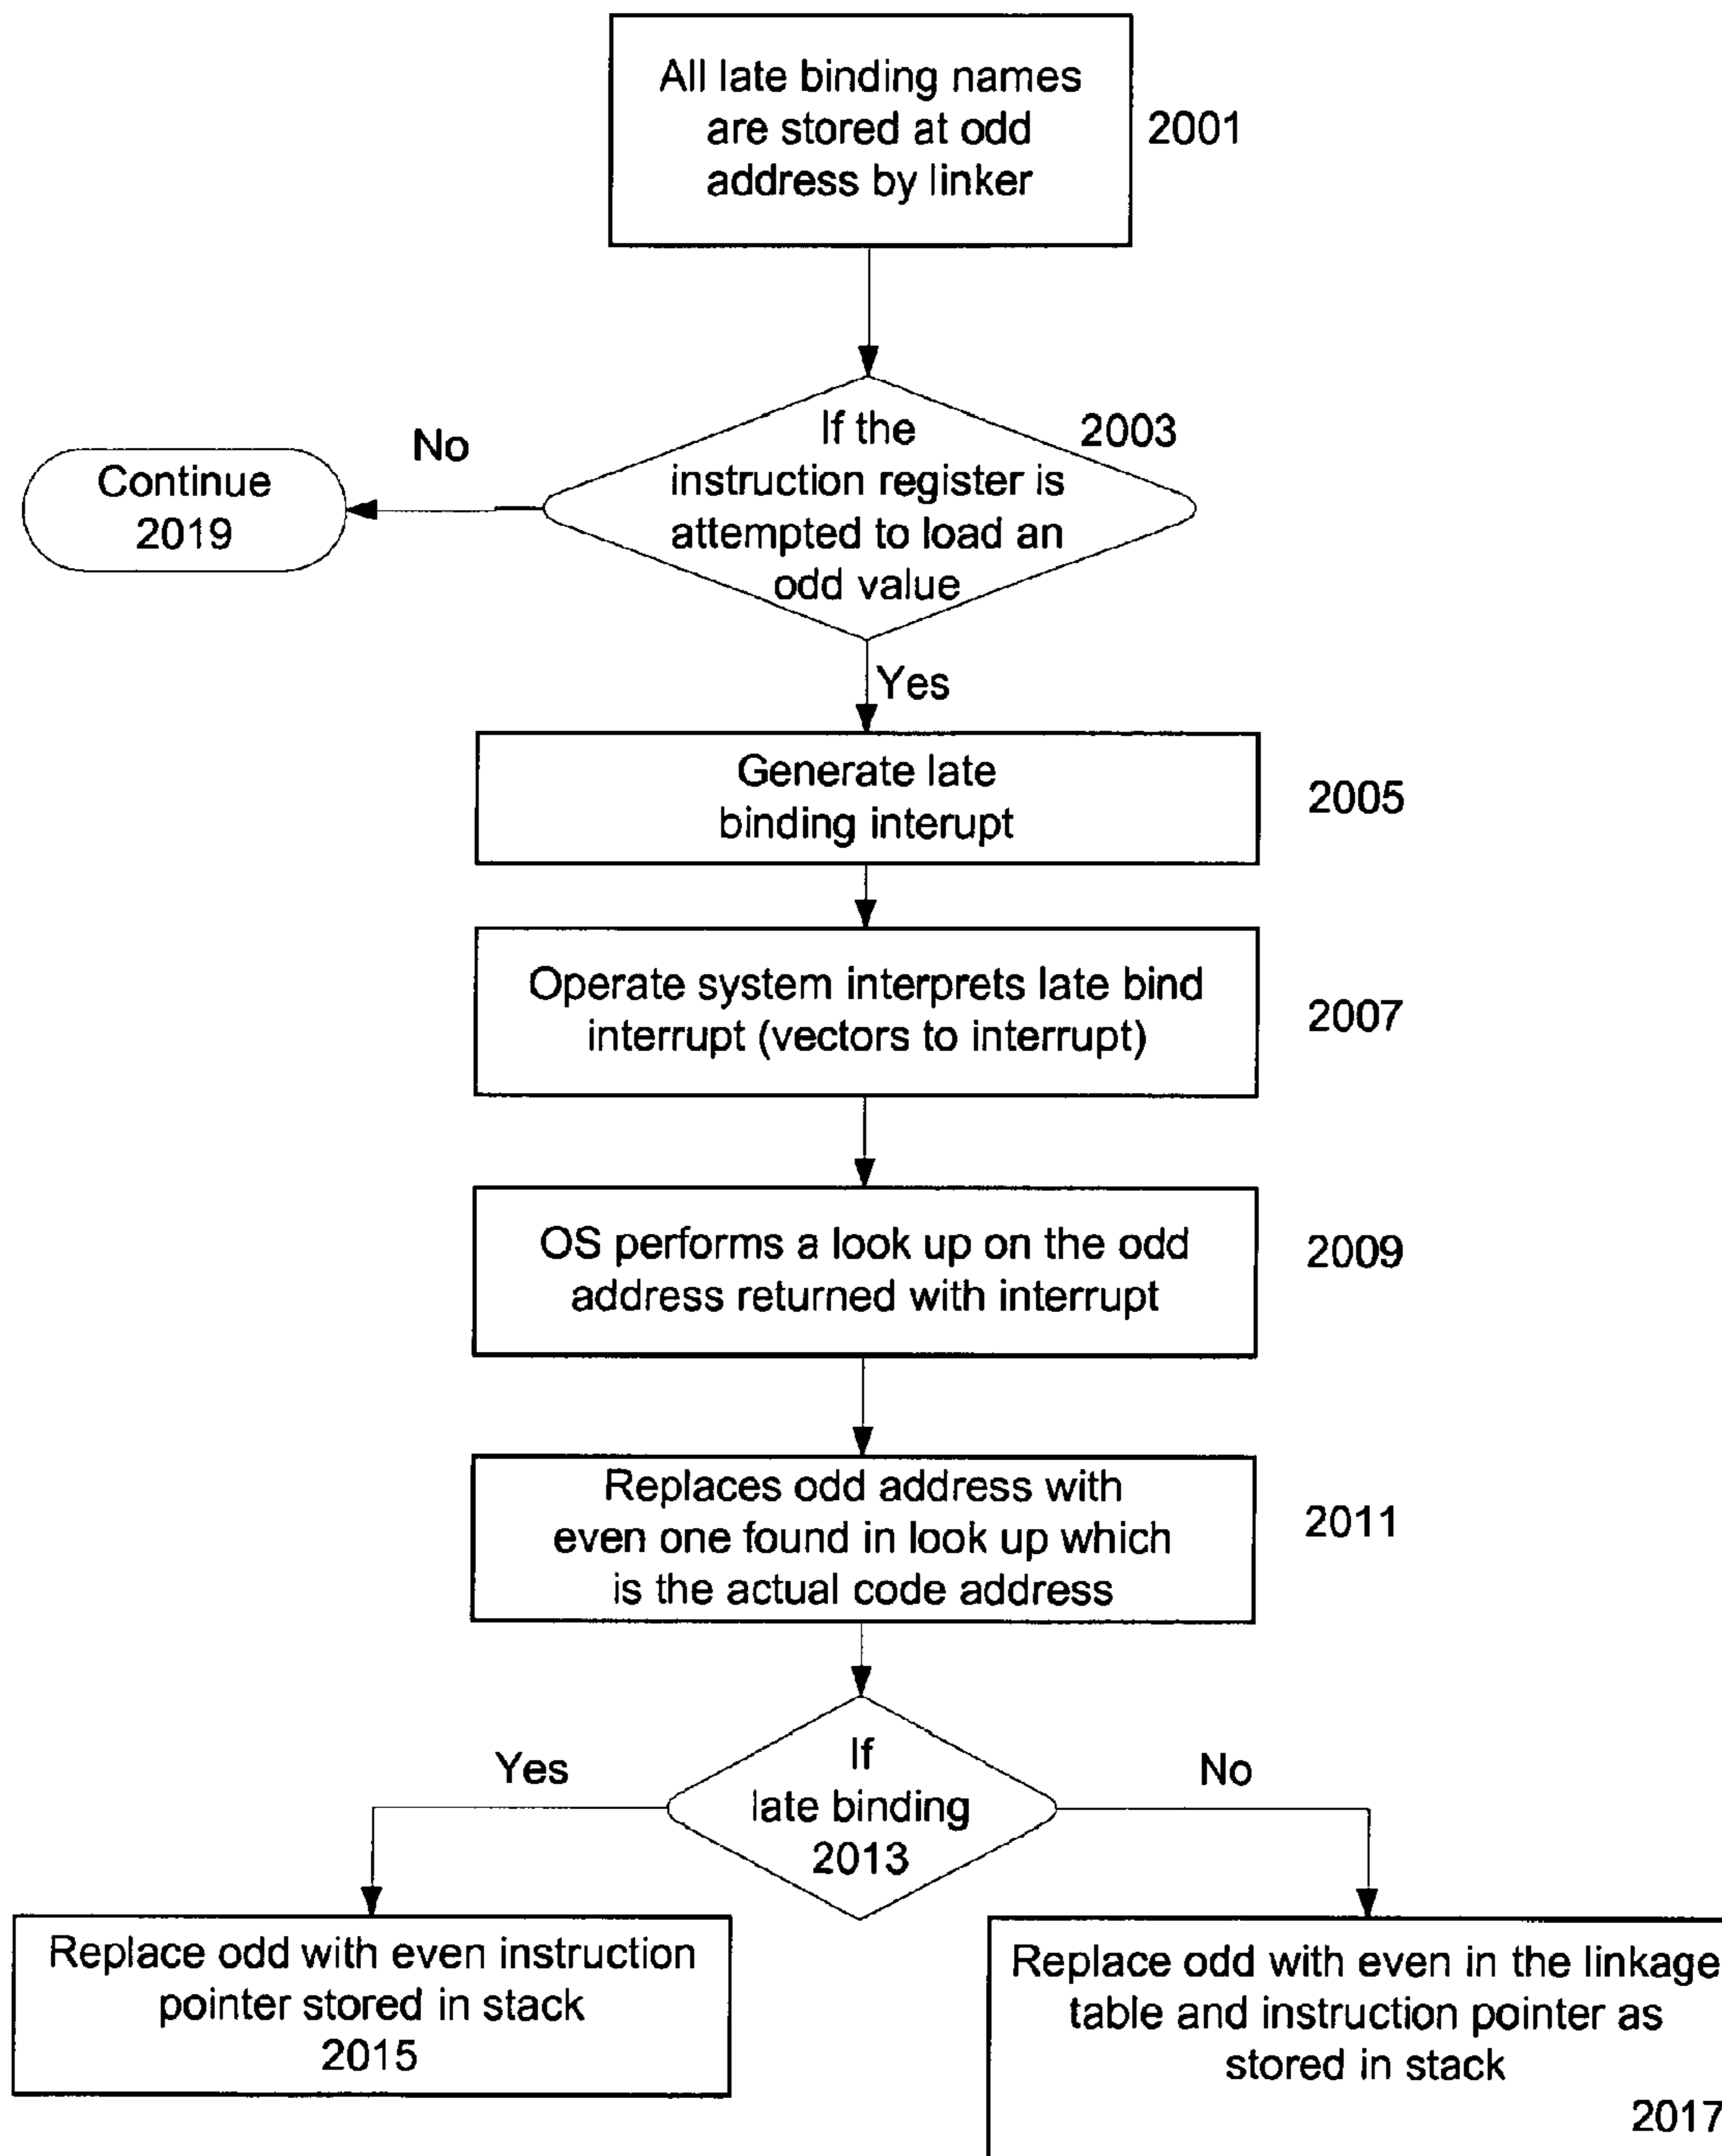 All late binding names
are stored at odd
address by linker
2001
If the
instruction register is
attempted to load an
odd value
2003
No
Continue
2019
Yes
Generate late
binding interupt
2005
Operate system interprets late bind
interrupt (vectors to interrupt)
2007
OS performs a look up on the odd
address returned with interrupt
2009
Replaces odd address with
even one found in look up which
is the actual code address
2011
If
late binding
2013
Yes
No
Replace odd with even instruction
pointer stored in stack
2015
Replace odd with even in the linkage
table and instruction pointer as
stored in stack
2017